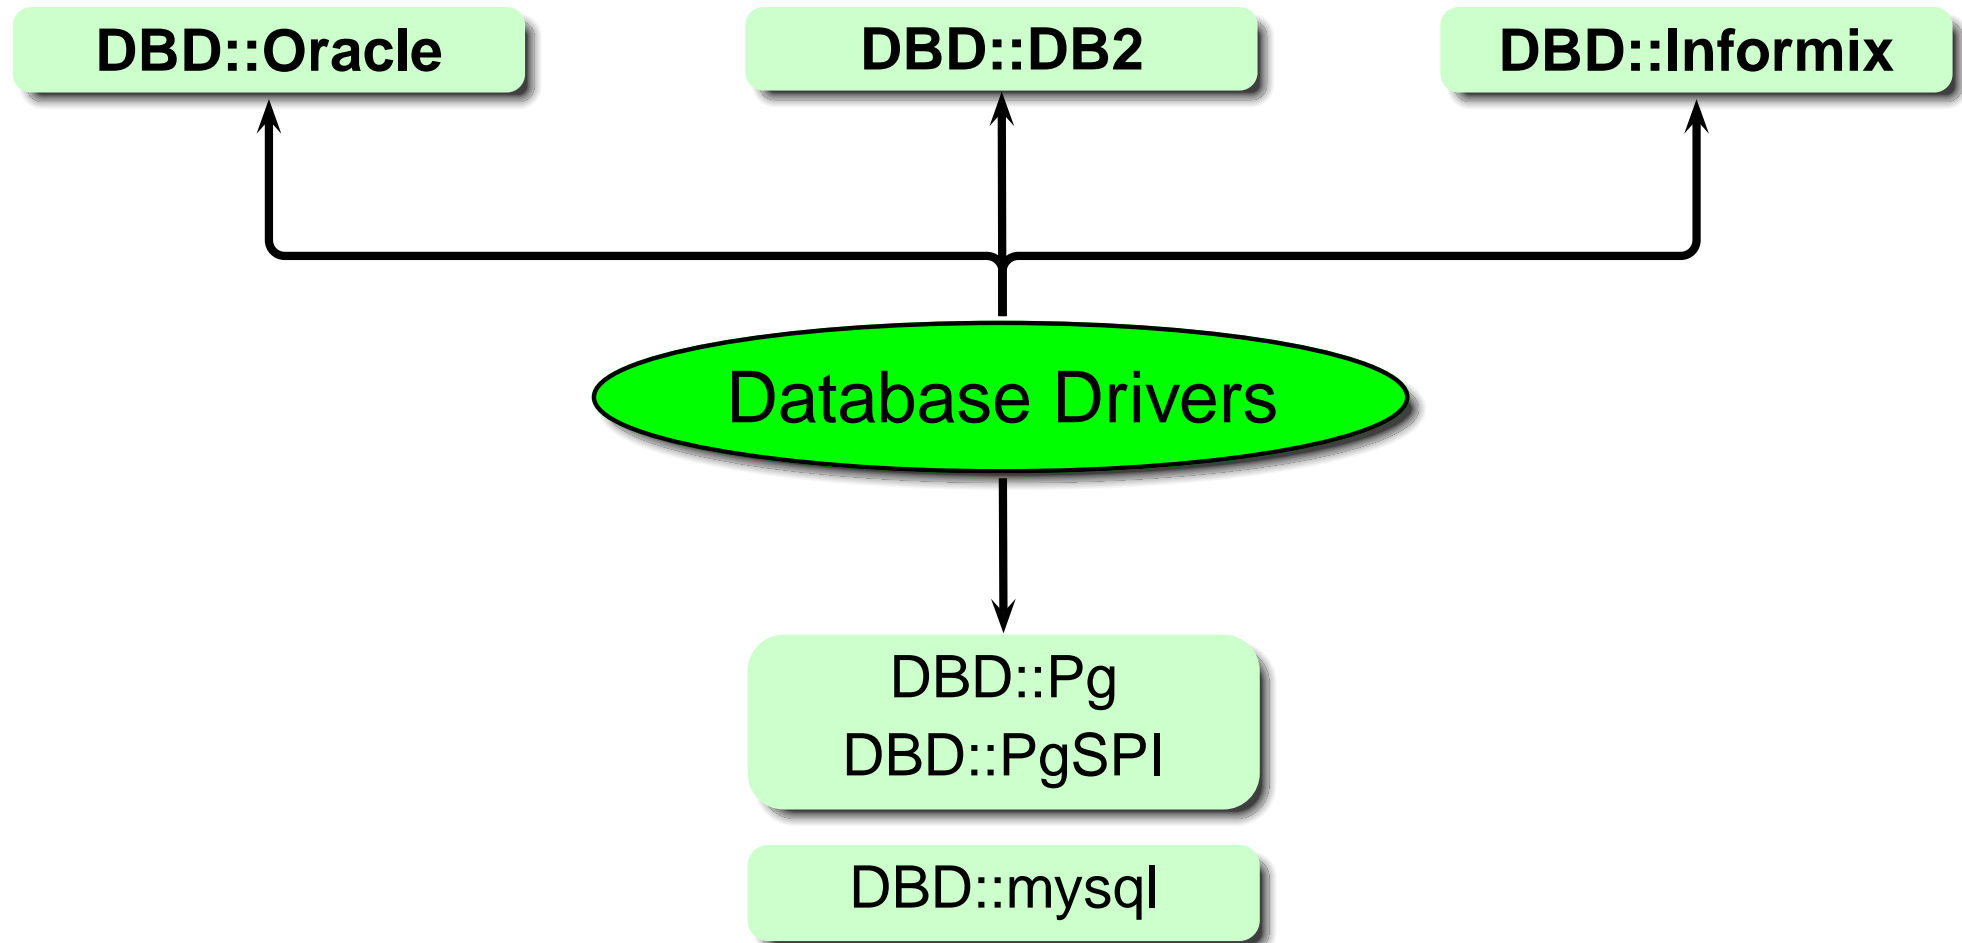 DBD::Oracle
DBD::DB2
DBD::Informix
Database Drivers
DBD::Pg
DBD::PgSPI
DBD::mysql